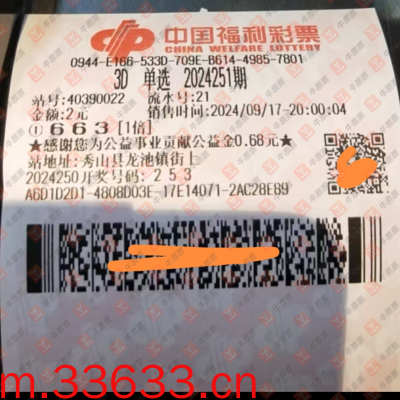 中国福利彩票
CHINA WELFARE LOTTERY
0944-E166-533D-709E-B614-4985-7801
3D 单选 2024251期
站号:40390022 流水号:21
金额:2元 销售时间:2024/09/17-20:00:04
① 6 6 3 [1倍]
★感谢您为公益事业贡献公益金0.68元★
站地址:秀山县龙池镇街上
2024250开奖号码: 2 5 3
A6D1D2D1-4808D03E-17E14071-2AC28E89
m.33633.cn